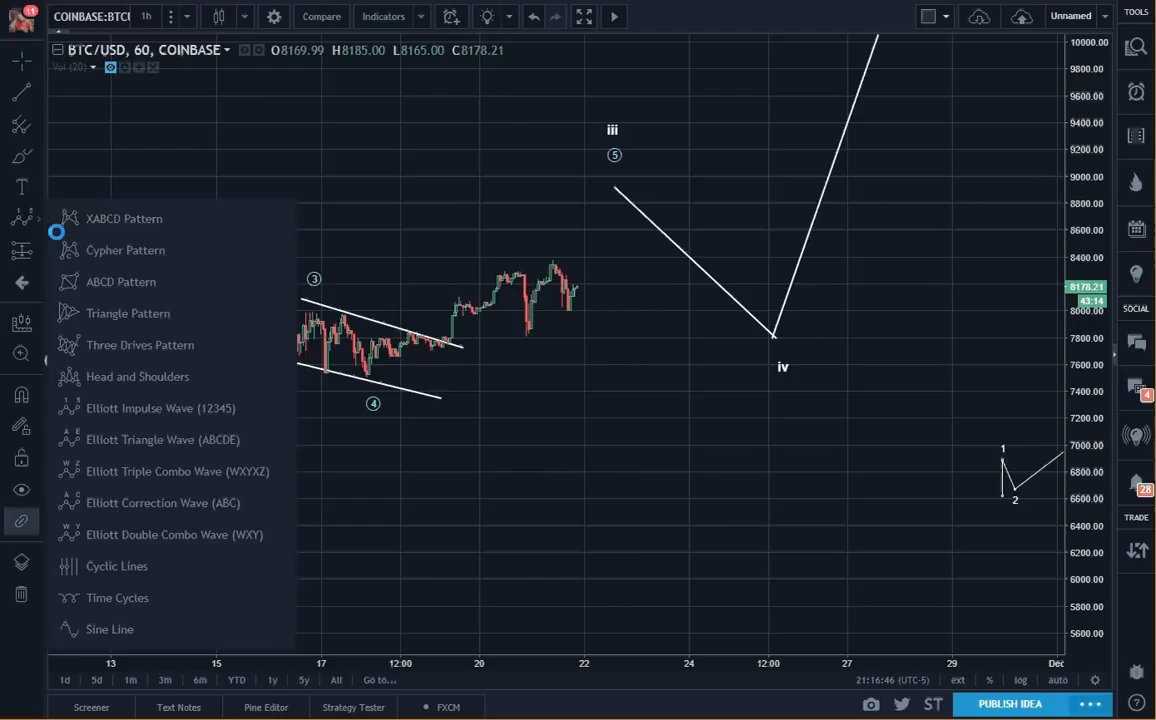 11
COINBASE:BTCU
1h
Compare
Indicators
Unnamed
TOOLS
BTC/USD, 60, COINBASE
O8169.99 H8185.00 L8165.00 C8178.21
Vol (20)
10000.00
9800.00
9600.00
9400.00
9200.00
9000.00
8800.00
8600.00
8400.00
8178.21
43:14
8000.00
7800.00
7600.00
7400.00
7200.00
7000.00
6800.00
6600.00
6400.00
6200.00
6000.00
5800.00
5600.00
iii
5
3
4
iv
1
2
XABCD Pattern
Cypher Pattern
ABCD Pattern
Triangle Pattern
Three Drives Pattern
Head and Shoulders
Elliott Impulse Wave (12345)
Elliott Triangle Wave (ABCDE)
Elliott Triple Combo Wave (WXYXZ)
Elliott Correction Wave (ABC)
Elliott Double Combo Wave (WXY)
Cyclic Lines
Time Cycles
Sine Line
SOCIAL
4
28
TRADE
13 15 17 12:00 20 22 24 12:00 27 29 Dec
1d 5d 1m 3m 6m YTD 1y 5y All Go to...
21:16:46 (UTC-5) ext % log auto
Screener Text Notes Pine Editor Strategy Tester FXCM
ST
PUBLISH IDEA